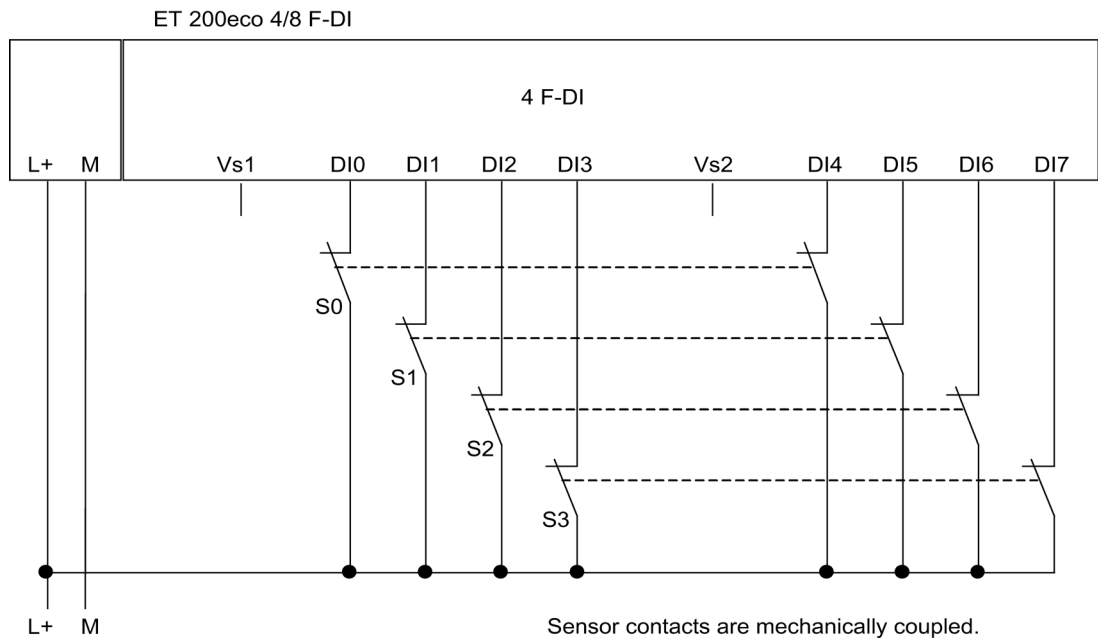 ET 200eco 4/8 F-DI
4 F-DI
L+ M Vs1 DI0 DI1 DI2 DI3 Vs2 DI4 DI5 DI6 DI7
S0
S1
S2
S3
L+ M Sensor contacts are mechanically coupled.